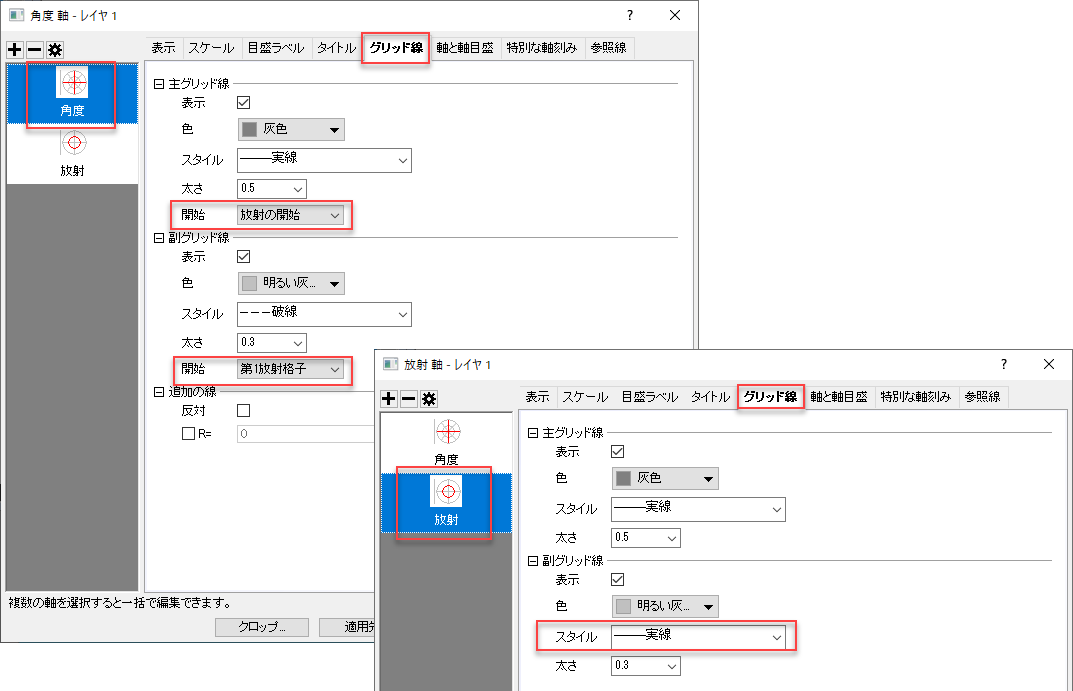 角度 軸 - レイヤ 1
表示 スケール 目盛ラベル タイトル グリッド線 軸と軸目盛 特別な軸刻み 参照線
角度
放射
主グリッド線
表示
色 灰色
スタイル 実線
太さ 0.5
開始 放射の開始
副グリッド線
表示
色 明るい灰...
スタイル 破線
太さ 0.3
開始 第1放射格子
追加の線
反対
R= 0
複数の軸を選択すると一括で編集できます。
クロップ...
適用先
放射 軸 - レイヤ 1
表示 スケール 目盛ラベル タイトル グリッド線 軸と軸目盛 特別な軸刻み 参照線
角度
放射
主グリッド線
表示
色 灰色
スタイル 実線
太さ 0.5
副グリッド線
表示
色 明るい灰...
スタイル 実線
太さ 0.3